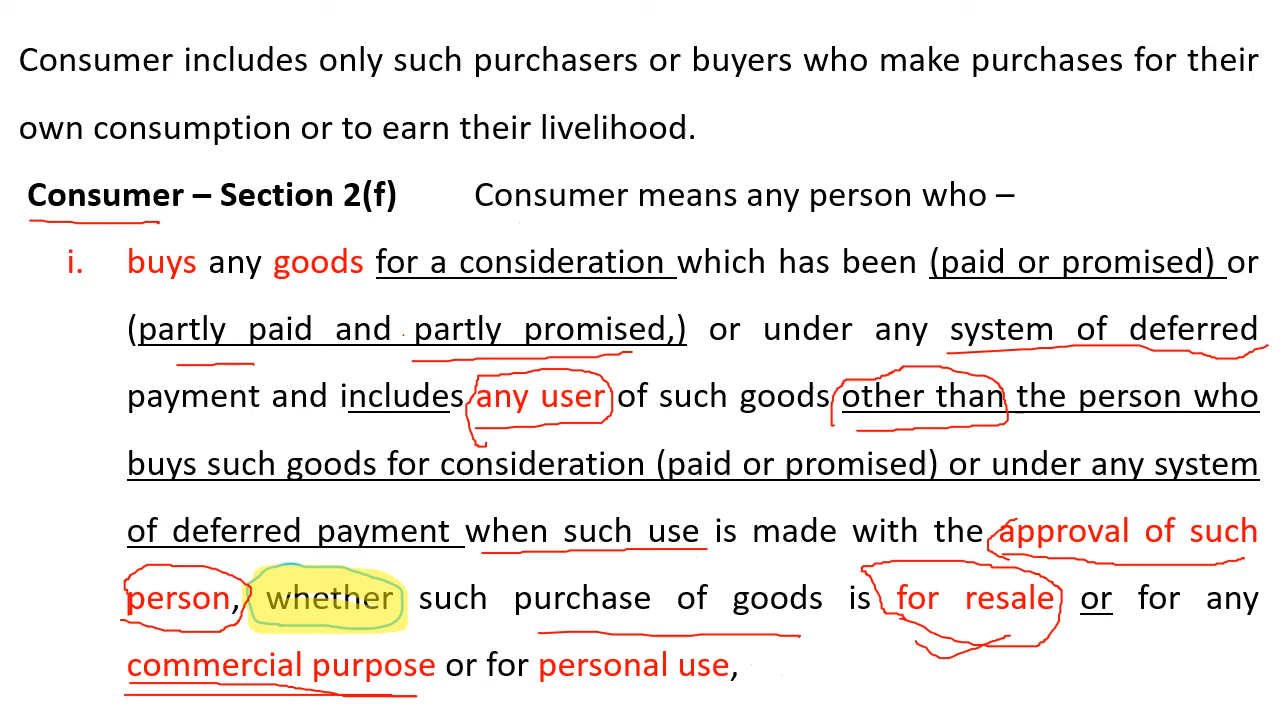 Consumer includes only such purchasers or buyers who make purchases for their
own consumption or to earn their livelihood.
Consumer – Section 2(f) Consumer means any person who –
i. buys any goods for a consideration which has been (paid or promised) or
(partly paid and partly promised,) or under any system of deferred
payment and includes any user of such goods other than the person who
buys such goods for consideration (paid or promised) or under any system
of deferred payment when such use is made with the approval of such
person, whether such purchase of goods is for resale or for any
commercial purpose or for personal use,